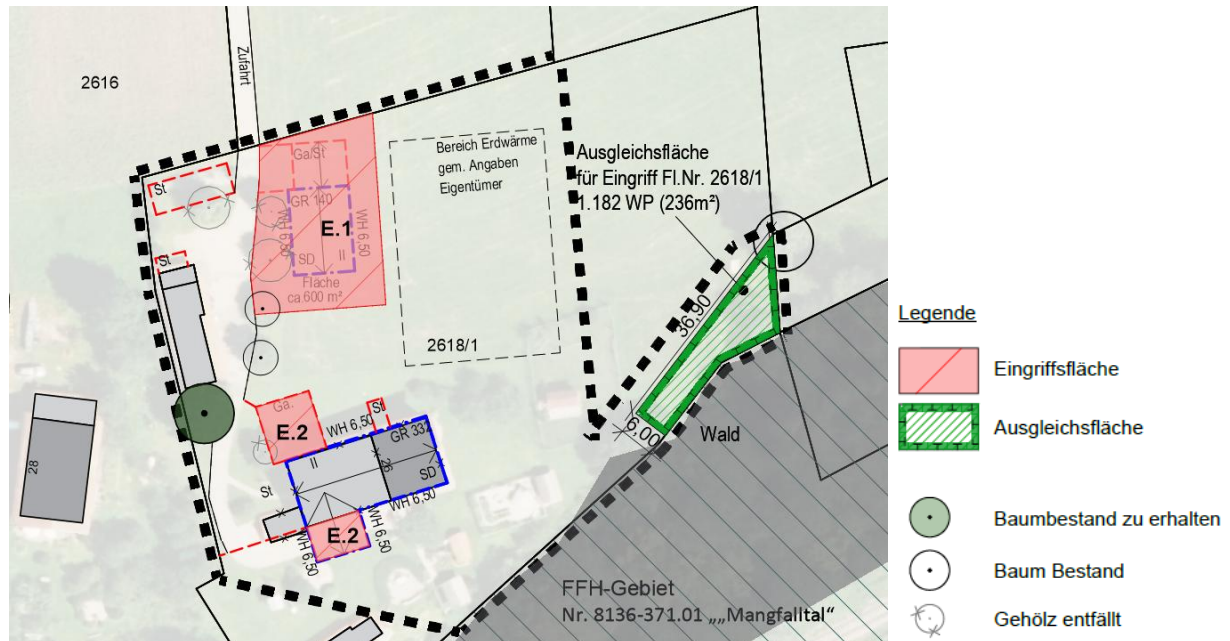 2616
Zufahrt
St
Ga/St
GR 140
WH 6,50
WH 6,50
E.1
SD
II
Fläche
ca.600 m²
Bereich Erdwärme
gem. Angaben
Eigentümer
2618/1
Ausgleichsfläche
für Eingriff Fl.Nr. 2618/1
1.182 WP (236m²)
36,90
6,00
Wald
St
28
Ga.
E.2
St
WH 6,50
GR 332
II
26
SD
WH 6,50
St
E.2
WH 6,50
WH 6,50
FFH-Gebiet
Nr. 8136-371.01 „„Mangfalltal“
Legende
Eingriffsfläche
Ausgleichsfläche
Baumbestand zu erhalten
Baum Bestand
Gehölz entfällt